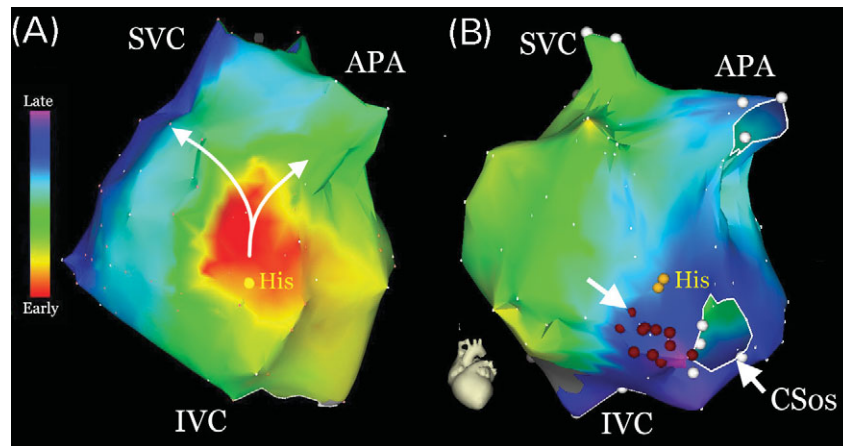 (A)
SVC
APA
Late
Early
His
IVC
(B)
SVC
APA
His
CSos
IVC